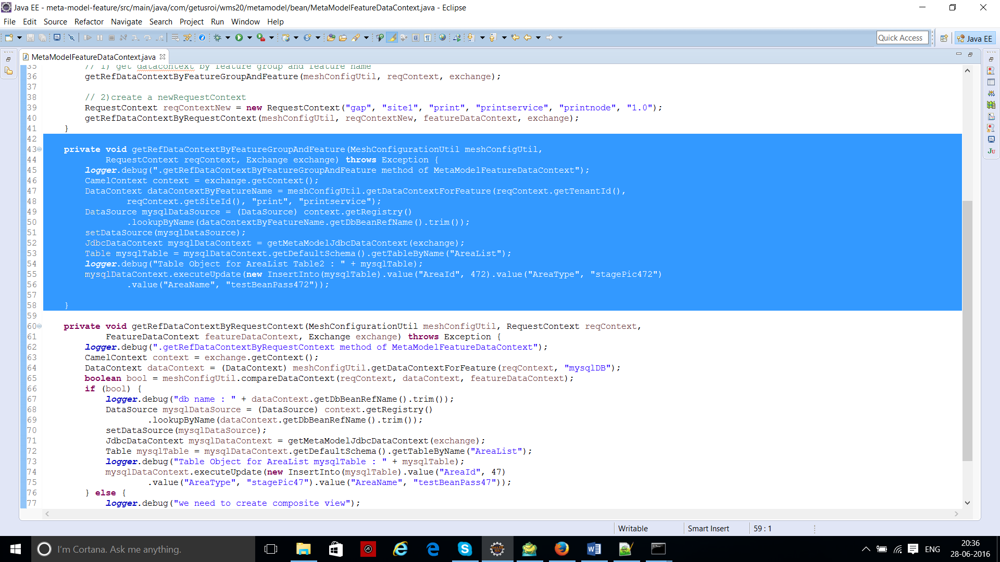 Java EE - meta-model-feature/src/main/java/com/getusroi/wms20/metamodel/bean/MetaModelFeatureDataContext.java - Eclipse
File Edit Source Refactor Navigate Search Project Run Window Help
Quick Access
Java EE
MetaModelFeatureDataContext.java
35 // 1) get datacontext by feature group and feature name
36 getRefDataContextByFeatureGroupAndFeature(meshConfigUtil, reqContext, exchange);
37
38 // 2)create a newRequestContext
39 RequestContext reqContextNew = new RequestContext("gap", "site1", "print", "printservice", "printnode", "1.0");
40 getRefDataContextByRequestContext(meshConfigUtil, reqContextNew, featureDataContext, exchange);
41 }
42
43 private void getRefDataContextByFeatureGroupAndFeature(MeshConfigurationUtil meshConfigUtil,
44 RequestContext reqContext, Exchange exchange) throws Exception {
45 logger.debug(".getRefDataContextByFeatureGroupAndFeature method of MetaModelFeatureDataContext");
46 CamelContext context = exchange.getContext();
47 DataContext dataContextByFeatureName = meshConfigUtil.getDataContextForFeature(reqContext.getTenantId(),
48 reqContext.getSiteId(), "print", "printservice");
49 DataSource mysqlDataSource = (DataSource) context.getRegistry()
50 .lookupByName(dataContextByFeatureName.getDbBeanRefName().trim());
51 setDataSource(mysqlDataSource);
52 JdbcDataContext mysqlDataContext = getMetaModelJdbcDataContext(exchange);
53 Table mysqlTable = mysqlDataContext.getDefaultSchema().getTableByName("AreaList");
54 logger.debug("Table Object for AreaList Table2 : " + mysqlTable);
55 mysqlDataContext.executeUpdate(new InsertInto(mysqlTable).value("AreaId", 472).value("AreaType", "stagePic472")
56 .value("AreaName", "testBeanPass472"));
57
58 }
59
60 private void getRefDataContextByRequestContext(MeshConfigurationUtil meshConfigUtil, RequestContext reqContext,
61 FeatureDataContext featureDataContext, Exchange exchange) throws Exception {
62 logger.debug(".getRefDataContextByRequestContext method of MetaModelFeatureDataContext");
63 CamelContext context = exchange.getContext();
64 DataContext dataContext = (DataContext) meshConfigUtil.getDataContextForFeature(reqContext, "mysqlDB");
65 boolean bool = meshConfigUtil.compareDataContext(reqContext, dataContext, featureDataContext);
66 if (bool) {
67 logger.debug("db name : " + dataContext.getDbBeanRefName().trim());
68 DataSource mysqlDataSource = (DataSource) context.getRegistry()
69 .lookupByName(dataContext.getDbBeanRefName().trim());
70 setDataSource(mysqlDataSource);
71 JdbcDataContext mysqlDataContext = getMetaModelJdbcDataContext(exchange);
72 Table mysqlTable = mysqlDataContext.getDefaultSchema().getTableByName("AreaList");
73 logger.debug("Table Object for AreaList mysqlTable : " + mysqlTable);
74 mysqlDataContext.executeUpdate(new InsertInto(mysqlTable).value("AreaId", 47)
75 .value("AreaType", "stagePic47").value("AreaName", "testBeanPass47"));
76 } else {
77 logger.debug("we need to create composite view");
Writable Smart Insert 59 : 1
I'm Cortana. Ask me anything.
ENG
20:36
28-06-2016